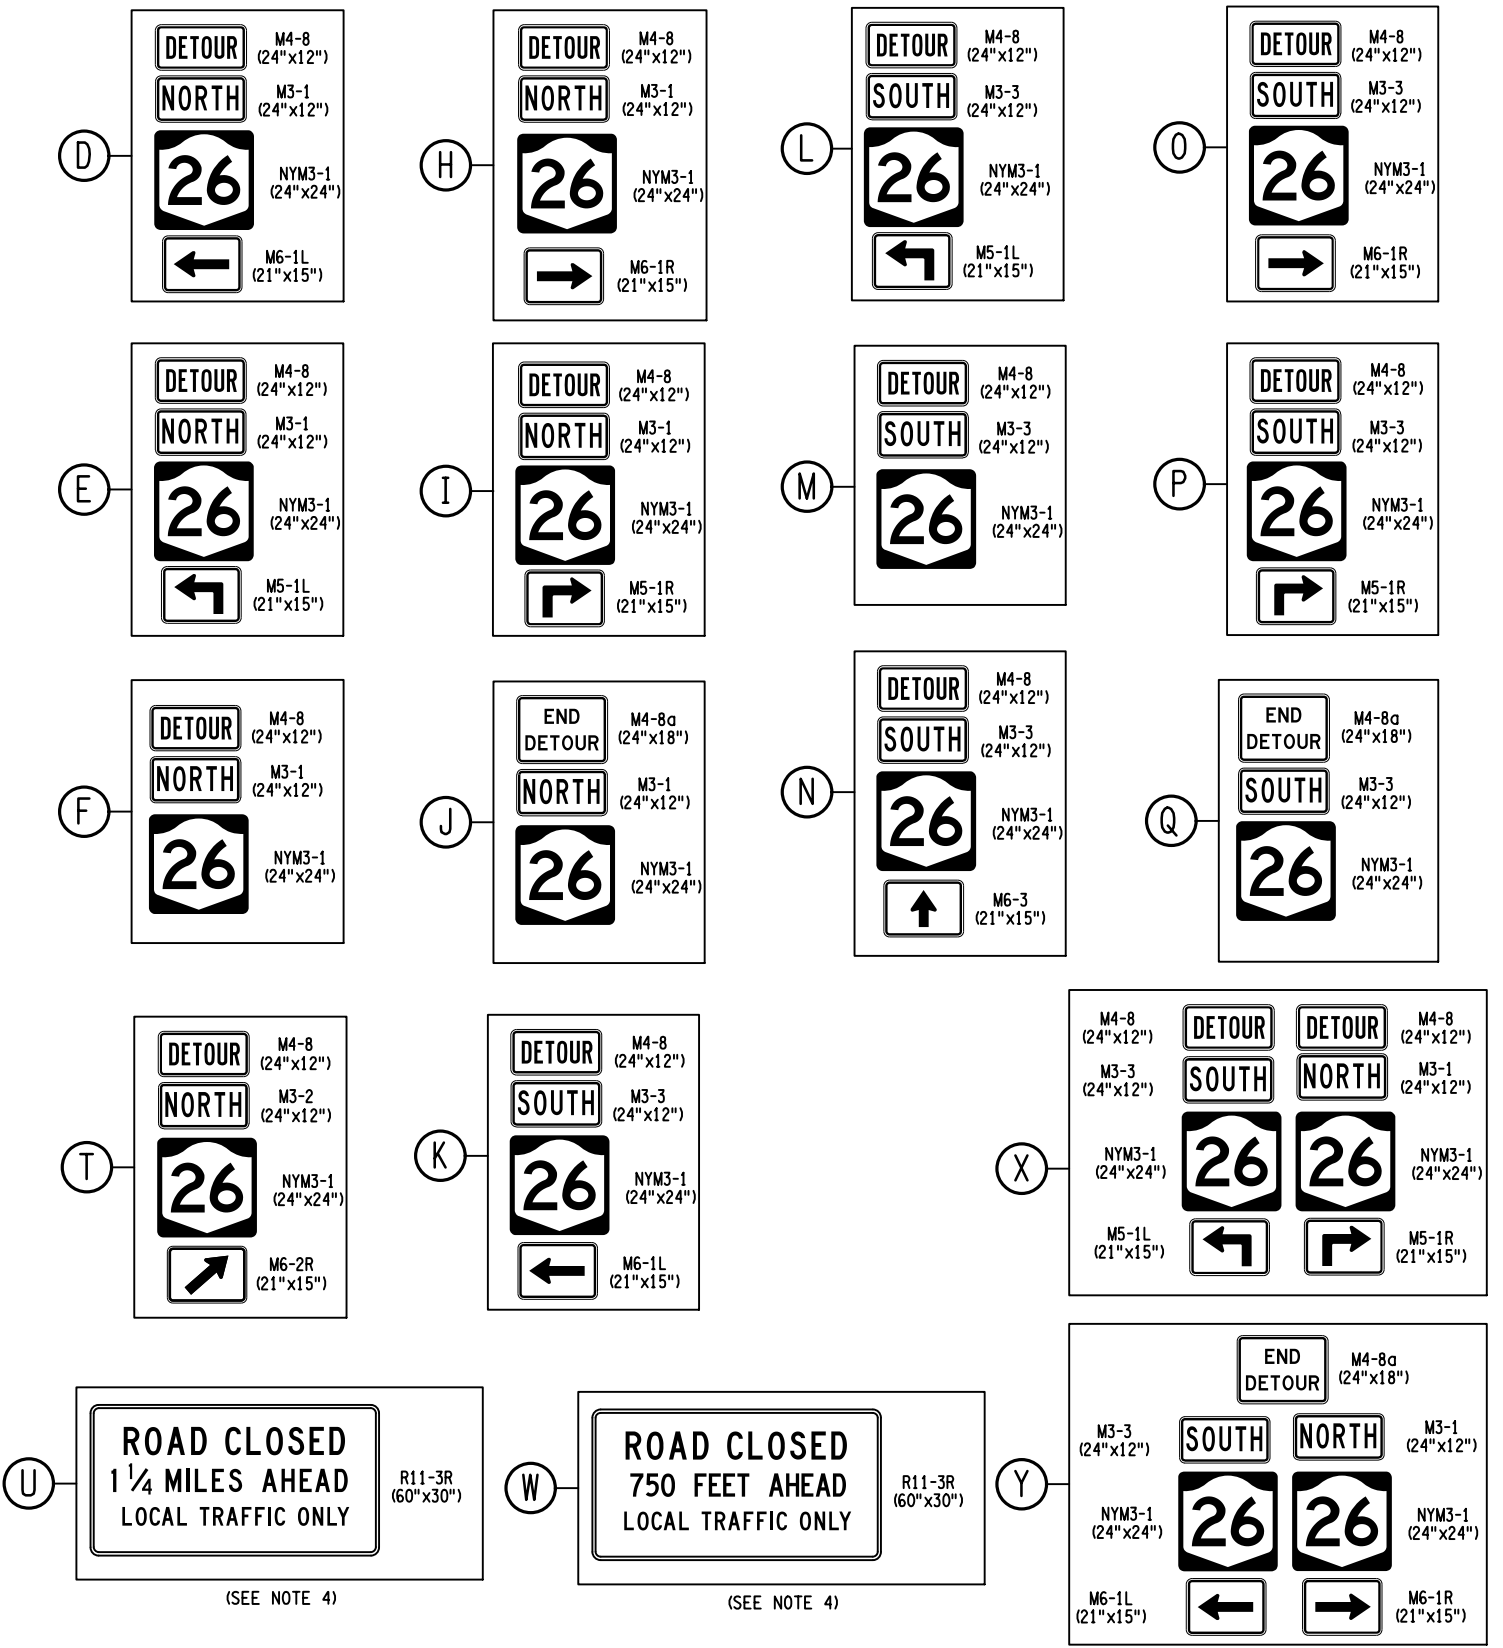 D
DETOUR
M4-8
(24"x12")
NORTH
M3-1
(24"x12")
26
NYM3-1
(24"x24")
M6-1L
(21"x15")
H
DETOUR
M4-8
(24"x12")
NORTH
M3-1
(24"x12")
26
NYM3-1
(24"x24")
M6-1R
(21"x15")
L
DETOUR
M4-8
(24"x12")
SOUTH
M3-3
(24"x12")
26
NYM3-1
(24"x24")
M5-1L
(21"x15")
O
DETOUR
M4-8
(24"x12")
SOUTH
M3-3
(24"x12")
26
NYM3-1
(24"x24")
M6-1R
(21"x15")
E
DETOUR
M4-8
(24"x12")
NORTH
M3-1
(24"x12")
26
NYM3-1
(24"x24")
M5-1L
(21"x15")
I
DETOUR
M4-8
(24"x12")
NORTH
M3-1
(24"x12")
26
NYM3-1
(24"x24")
M5-1R
(21"x15")
M
DETOUR
M4-8
(24"x12")
SOUTH
M3-3
(24"x12")
26
NYM3-1
(24"x24")
P
DETOUR
M4-8
(24"x12")
SOUTH
M3-3
(24"x12")
26
NYM3-1
(24"x24")
M5-1R
(21"x15")
F
DETOUR
M4-8
(24"x12")
NORTH
M3-1
(24"x12")
26
NYM3-1
(24"x24")
J
END
DETOUR
M4-8a
(24"x18")
NORTH
M3-1
(24"x12")
26
NYM3-1
(24"x24")
N
DETOUR
M4-8
(24"x12")
SOUTH
M3-3
(24"x12")
26
NYM3-1
(24"x24")
M6-3
(21"x15")
Q
END
DETOUR
M4-8a
(24"x18")
SOUTH
M3-3
(24"x12")
26
NYM3-1
(24"x24")
T
DETOUR
M4-8
(24"x12")
NORTH
M3-2
(24"x12")
26
NYM3-1
(24"x24")
M6-2R
(21"x15")
K
DETOUR
M4-8
(24"x12")
SOUTH
M3-3
(24"x12")
26
NYM3-1
(24"x24")
M6-1L
(21"x15")
X
M4-8
(24"x12")
DETOUR
DETOUR
M4-8
(24"x12")
M3-3
(24"x12")
SOUTH
NORTH
M3-1
(24"x12")
NYM3-1
(24"x24")
26
26
NYM3-1
(24"x24")
M5-1L
(21"x15")
M5-1R
(21"x15")
U
ROAD CLOSED
1 1/4 MILES AHEAD
LOCAL TRAFFIC ONLY
R11-3R
(60"x30")
(SEE NOTE 4)
W
ROAD CLOSED
750 FEET AHEAD
LOCAL TRAFFIC ONLY
R11-3R
(60"x30")
(SEE NOTE 4)
Y
END
DETOUR
M4-8a
(24"x18")
M3-3
(24"x12")
SOUTH
NORTH
M3-1
(24"x12")
NYM3-1
(24"x24")
26
26
NYM3-1
(24"x24")
M6-1L
(21"x15")
M6-1R
(21"x15")